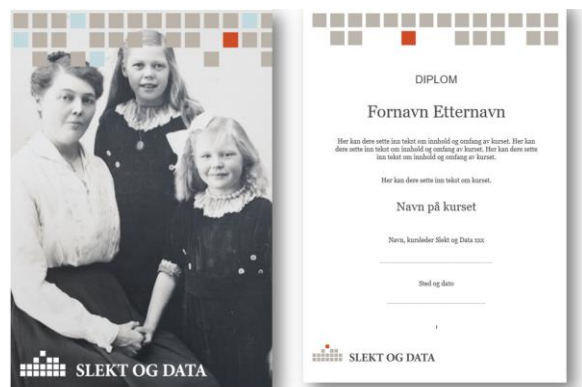 SLEKT OG DATA
DIPLOM
Fornavn Etternavn
Her kan dere sette inn tekst om innhold og omfang av kurset. Her kan
dere sette inn tekst om innhold og omfang av kurset. Her kan dere sette
inn tekst om innhold og omfang av kurset.
Her kan dere sette inn tekst om kurset.
Navn på kurset
Navn, kursleder Slekt og Data xxx
Sted og dato
1
SLEKT OG DATA